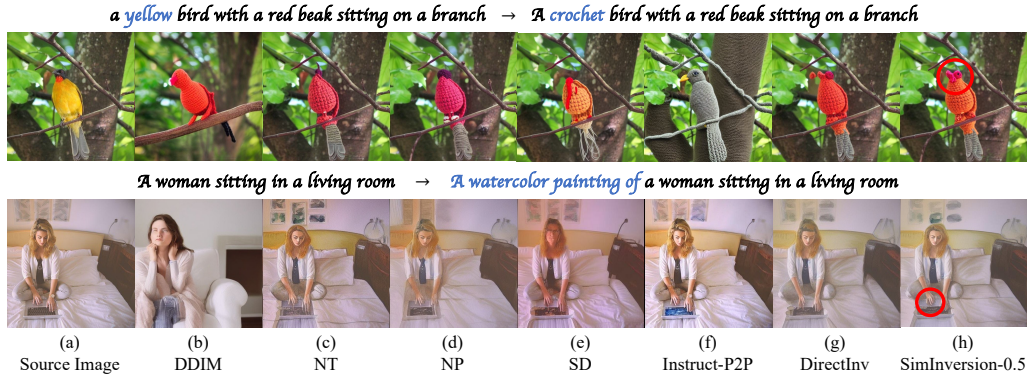 a yellow bird with a red beak sitting on a branch → A crochet bird with a red beak sitting on a branch
A woman sitting in a living room → A watercolor painting of a woman sitting in a living room
(a) (b) (c) (d) (e) (f) (g) (h)
Source Image DDIM NT NP SD Instruct-P2P DirectInv SimInversion-0.5